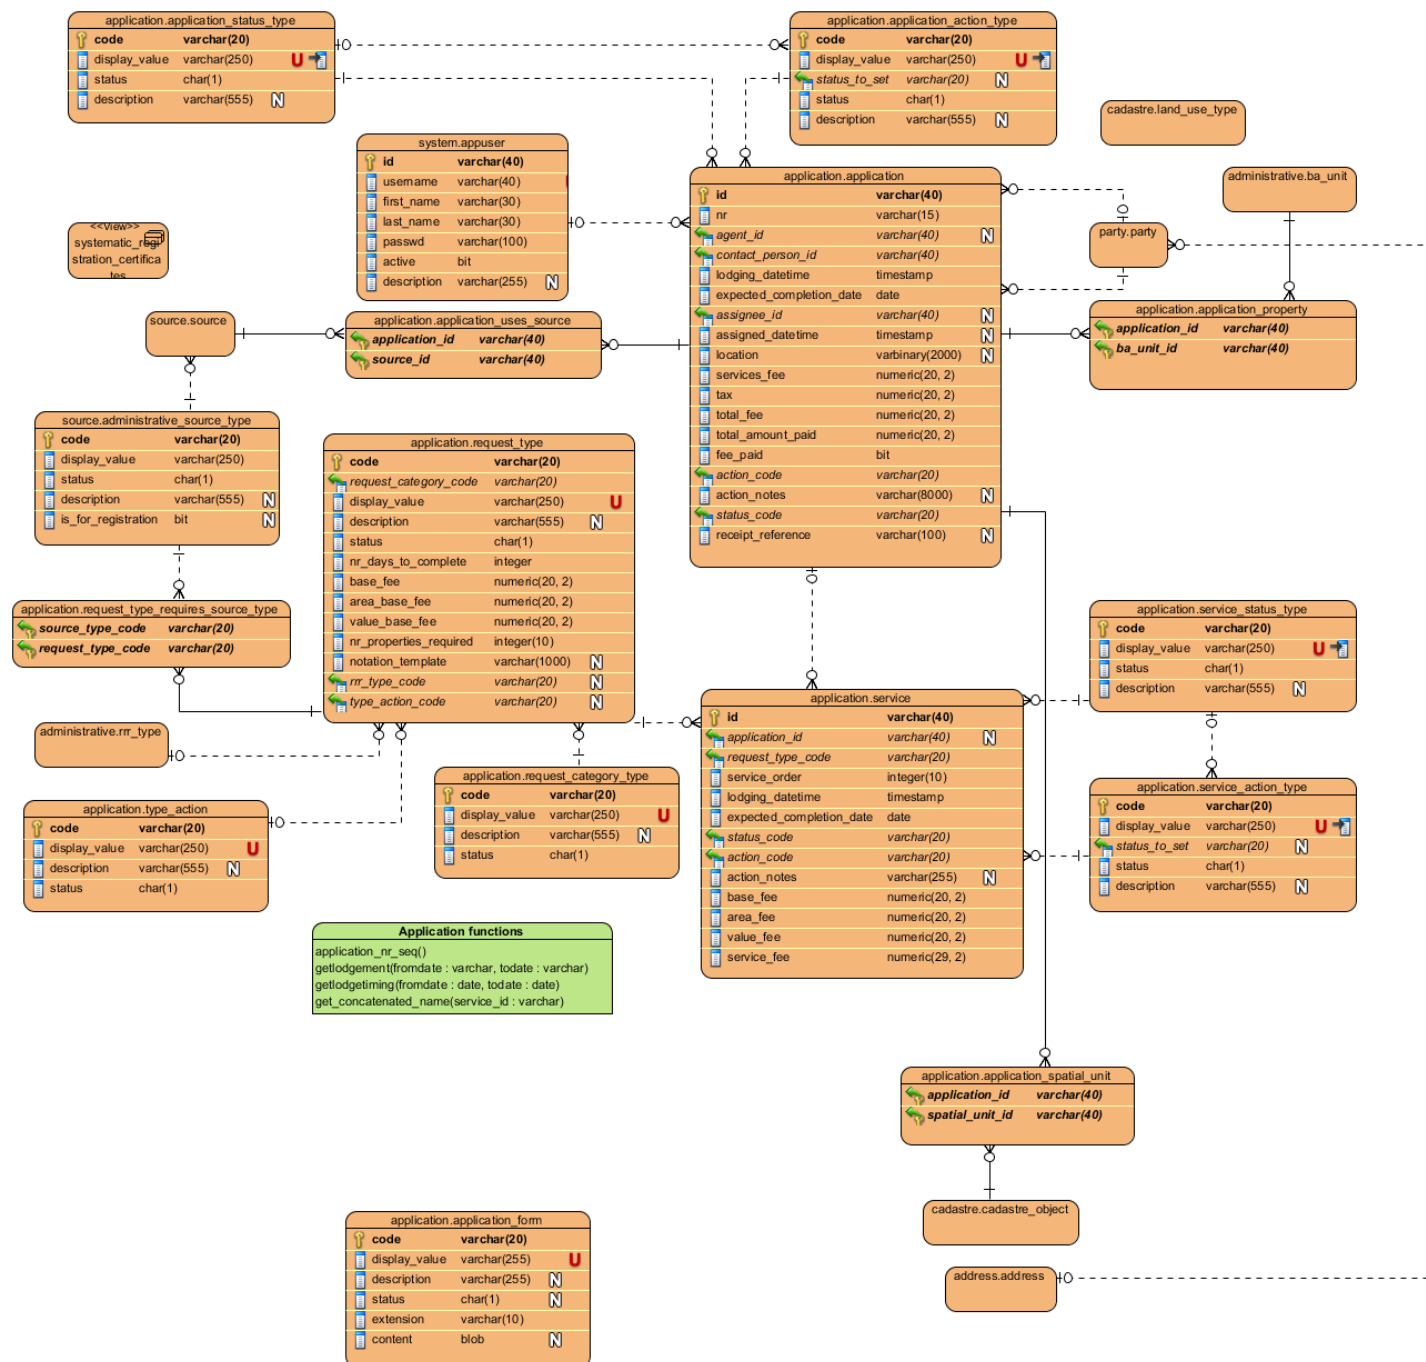 application.application_status_type
code varchar(20)
display_value varchar(250) U
status char(1)
description varchar(555) N
application.application_action_type
code varchar(20)
display_value varchar(250) U
status_to_set varchar(20) N
status char(1)
description varchar(555) N
cadastre.land_use_type
system.appuser
id varchar(40)
username varchar(40)
first_name varchar(30)
last_name varchar(30)
passwd varchar(100)
active bit
description varchar(255) N
application.application
id varchar(40)
nr varchar(15)
agent_id varchar(40) N
contact_person_id varchar(40)
lodging_datetime timestamp
expected_completion_date date
assignee_id varchar(40) N
assigned_datetime timestamp N
location varbinary(2000) N
services_fee numeric(20, 2)
tax numeric(20, 2)
total_fee numeric(20, 2)
total_amount_paid numeric(20, 2)
fee_paid bit
action_code varchar(20)
action_notes varchar(8000) N
status_code varchar(20)
receipt_reference varchar(100) N
administrative.ba_unit
party.party
<<View>>
systematic_regi
stration_certifica
tes
source.source
application.application_uses_source
application_id varchar(40)
source_id varchar(40)
application.application_property
application_id varchar(40)
ba_unit_id varchar(40)
source.administrative_source_type
code varchar(20)
display_value varchar(250)
status char(1)
description varchar(555) N
is_for_registration bit N
application.request_type
code varchar(20)
request_category_code varchar(20)
display_value varchar(250) U
description varchar(555) N
status char(1)
nr_days_to_complete integer
base_fee numeric(20, 2)
area_base_fee numeric(20, 2)
value_base_fee numeric(20, 2)
nr_properties_required integer(10)
notation_template varchar(1000) N
rrr_type_code varchar(20) N
type_action_code varchar(20) N
application.request_type_requires_source_type
source_type_code varchar(20)
request_type_code varchar(20)
application.service_status_type
code varchar(20)
display_value varchar(250) U
status char(1)
description varchar(555) N
administrative.rrr_type
application.service
id varchar(40)
application_id varchar(40) N
request_type_code varchar(20)
service_order integer(10)
lodging_datetime timestamp
expected_completion_date date
status_code varchar(20)
action_code varchar(20)
action_notes varchar(255) N
base_fee numeric(20, 2)
area_fee numeric(20, 2)
value_fee numeric(20, 2)
service_fee numeric(29, 2)
application.request_category_type
code varchar(20)
display_value varchar(250) U
description varchar(555) N
status char(1)
application.service_action_type
code varchar(20)
display_value varchar(250) U
status_to_set varchar(20) N
status char(1)
description varchar(555) N
application.type_action
code varchar(20)
display_value varchar(250) U
description varchar(555) N
status char(1)
Application functions
application_nr_seq()
getlodgement(fromdate : varchar, todate : varchar)
getlodgetiming(fromdate : date, todate : date)
get_concatenated_name(service_id : varchar)
application.application_spatial_unit
application_id varchar(40)
spatial_unit_id varchar(40)
cadastre.cadastre_object
application.application_form
code varchar(20)
display_value varchar(255) U
description varchar(255) N
status char(1) N
extension varchar(10)
content blob N
address.address